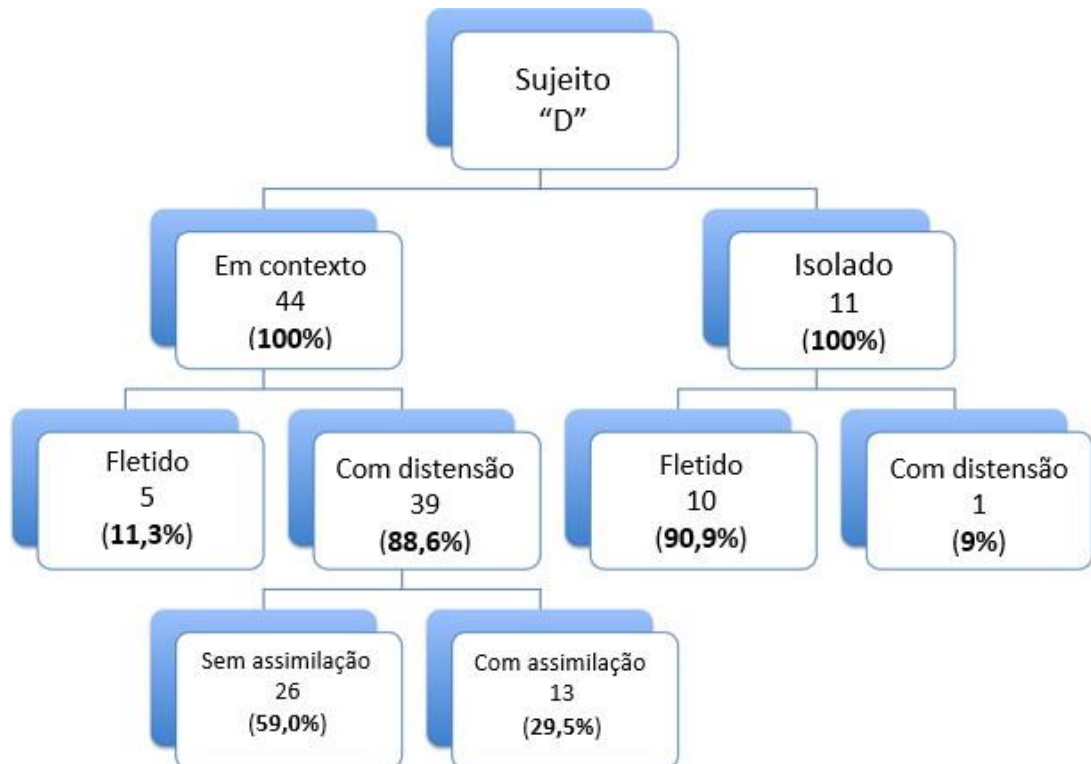 Sujeito
“D”
Em contexto
44
(100%)
Isolado
11
(100%)
Fletido
5
(11,3%)
Com distensão
39
(88,6%)
Fletido
10
(90,9%)
Com distensão
1
(9%)
Sem assimilação
26
(59,0%)
Com assimilação
13
(29,5%)